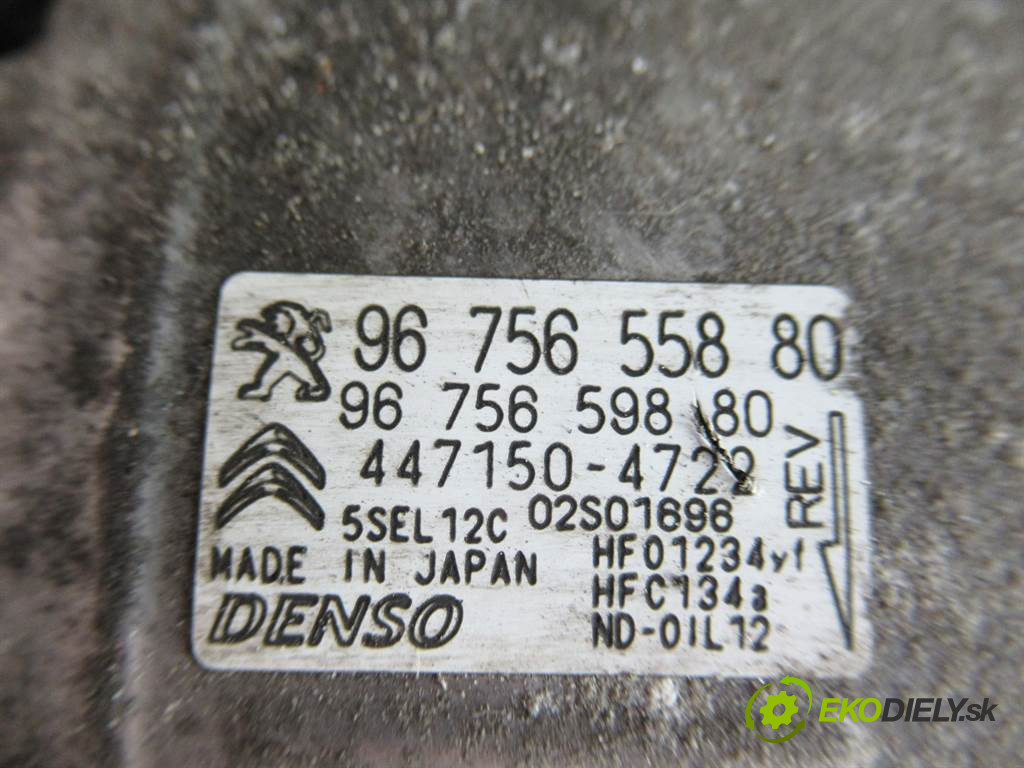 96 756 558 80
96 756 598 80
447150-4722
5SEL12C 02S01696
REV
MADE IN JAPAN
HFO1234yf
HFC134a
DENSO
ND-OIL12
EKODIELY.sk